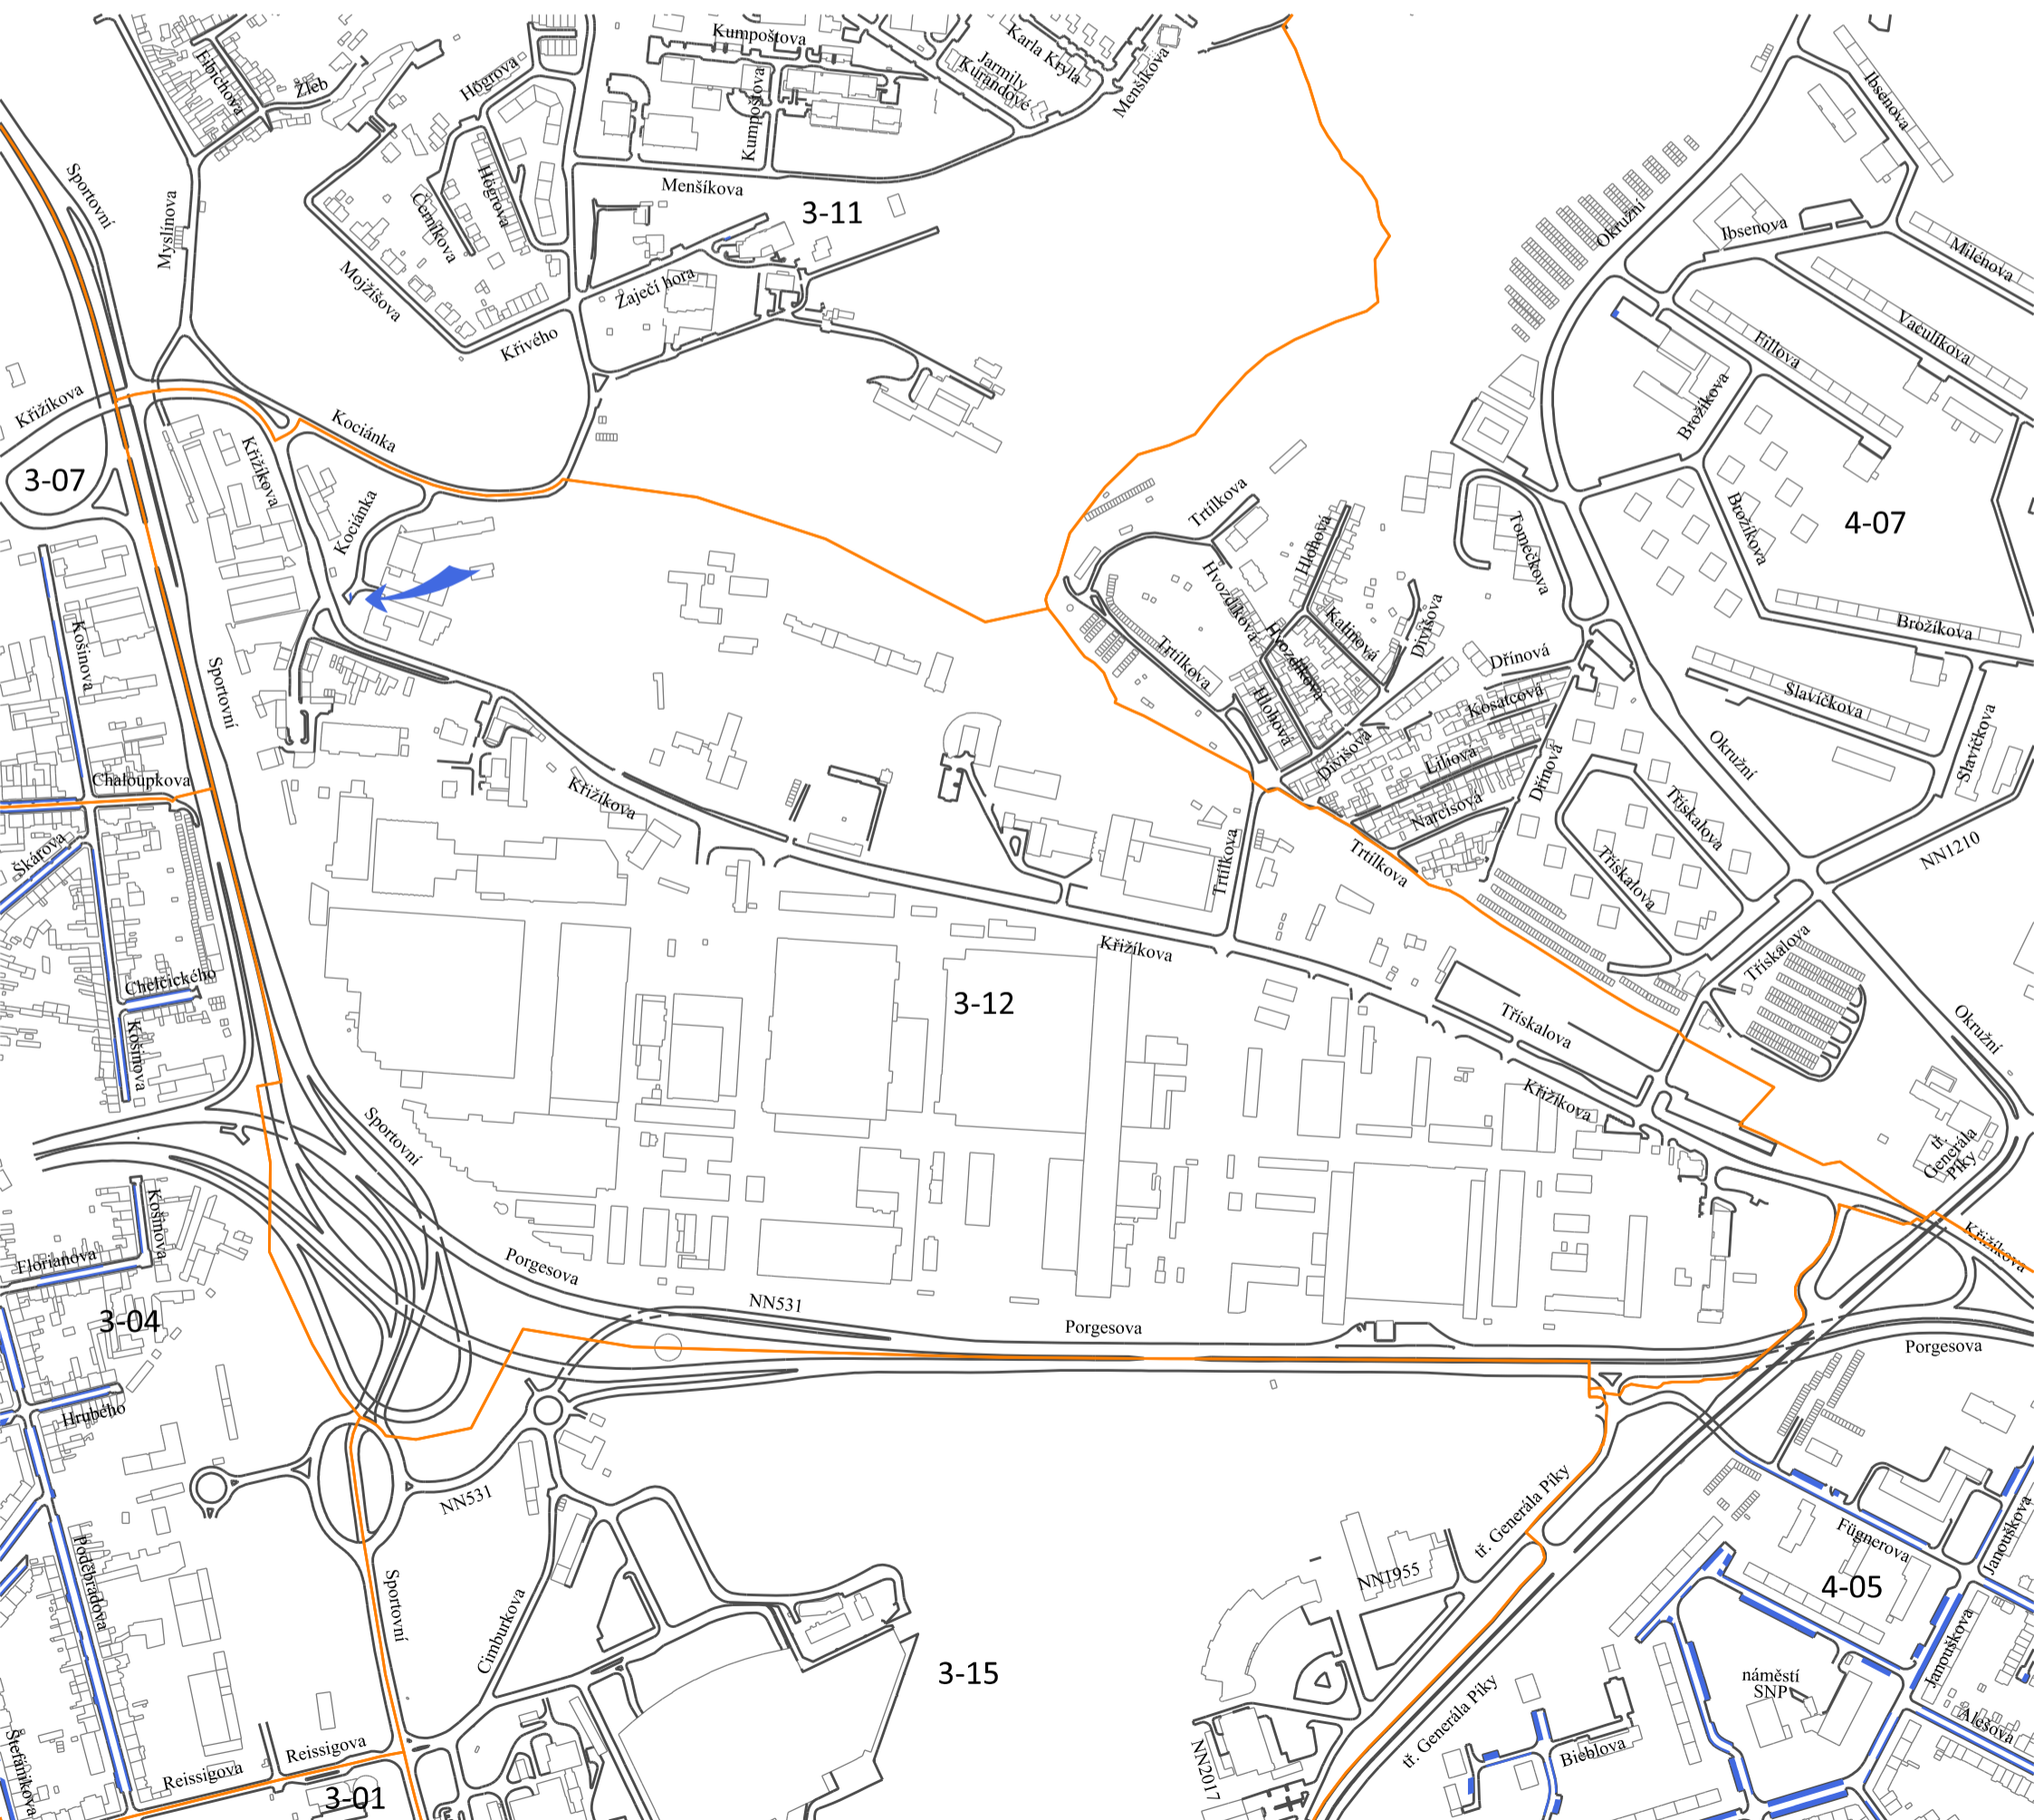 Kumpoštova
Karla Kryla
Jarmily
Kurandové
Menšíkova
Elbichova
Žleb
Högrova
Kumpoštova
Ibsenova
Sportovní
Myslínova
Högrova
Černíkova
Menšíkova
3-11
Okružní
Ibsenova
Milénova
Mojžíšova
Zaječí hora
Křivého
Vaculíkova
Fillova
Křižíkova
Kociánka
Brožíkova
3-07
Křižíkova
Kociánka
Trtílkova
Hlohová
Tomečkova
Brožíkova
4-07
Košinova
Hvozdíkova
Hvozdíkova
Kalinová
Divišova
Brožíkova
Sportovní
Trtílkova
Hlohová
Dřínová
Kosatcová
Slavíčkova
Slavíčkova
Chaloupkova
Křižíkova
Divišova
Liliová
Dřínová
Okružní
Narcisová
Třískalova
Škárova
Trtílkova
Trtílkova
Třískalova
NN1210
Křižíkova
Třískalova
Chelčického
3-12
Košinova
Třískalova
Okružní
Křižíkova
Sportovní
tř.
Generála
Píky
Košinova
Florianova
Porgesova
Křižíkova
3-04
NN531
Porgesova
Porgesova
Hrubého
NN531
tř. Generála Píky
Fügnerova
Janouškova
Poděbradova
Sportovní
Cimburkova
NN1955
4-05
Janouškova
3-15
náměstí
SNP
tř. Generála Píky
Alešova
Štefánikova
Reissigova
Reissigova
NN2017
Bieblova
3-01